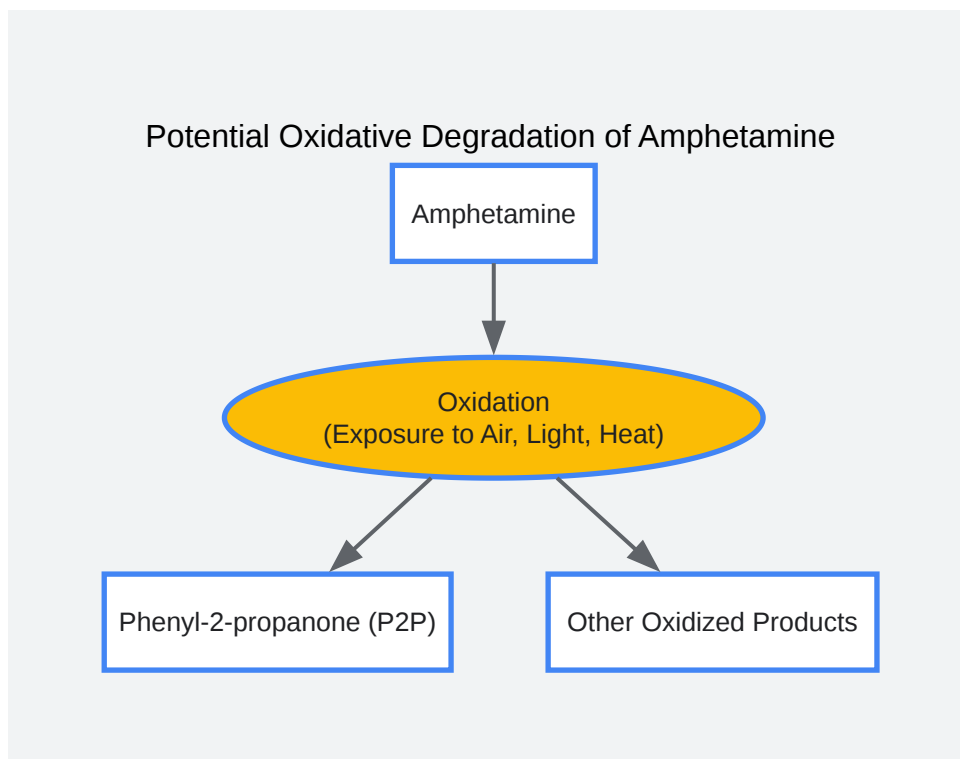 Potential Oxidative Degradation of Amphetamine
Amphetamine
Oxidation
(Exposure to Air, Light, Heat)
Phenyl-2-propanone (P2P)
Other Oxidized Products